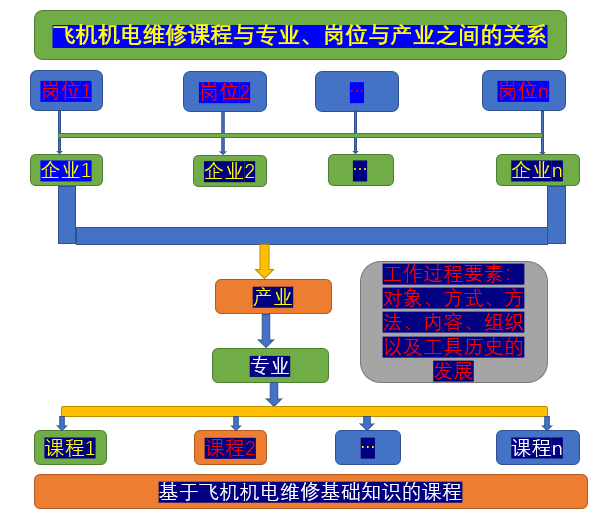 飞机机电维修课程与专业、岗位与产业之间的关系
岗位1
岗位2
…
岗位n
企业1
企业2
…
企业n
产业
工作过程要素：
对象、方式、方
法、内容、组织
以及工具历史的
发展
专业
课程1
课程2
…
课程n
基于飞机机电维修基础知识的课程